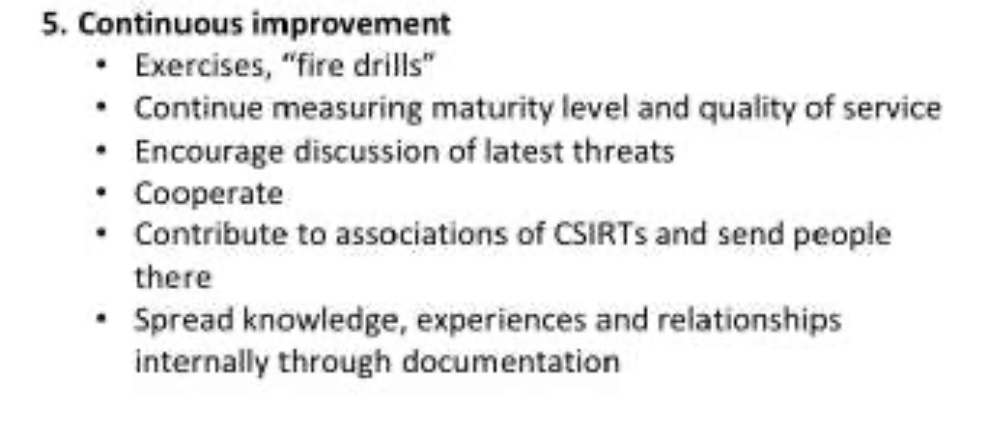 5. Continuous improvement
• Exercises, “fire drills”
• Continue measuring maturity level and quality of service
• Encourage discussion of latest threats
• Cooperate
• Contribute to associations of CSIRTs and send people
there
• Spread knowledge, experiences and relationships
internally through documentation